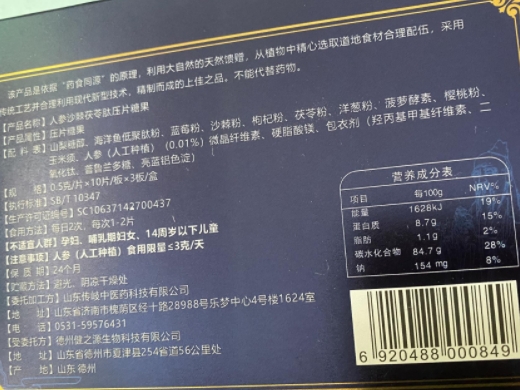 该产品是依据“药食同源”的原理，利用大自然的天然馈赠，从植物中精心选取道地食材合理配伍，采用
传统工艺并合理利用现代新型技术，精制而成的上佳之品。不能代替药物。
【产品名称】人参沙棘茯苓肽压片糖果
【产品属性】压片糖果
【配 料 表】山梨糖醇、海洋鱼低聚肽粉、蓝莓粉、沙棘粉、枸杞粉、茯苓粉、洋葱粉、菠萝酵素、樱桃粉、
玉米须、人参（人工种植）（0.01%）微晶纤维素、硬脂酸镁、包衣剂（羟丙基甲基纤维素、二
氧化钛、普鲁兰多糖、亮蓝铝色淀）
【规 格】0.5克/片×10片/板×3板/盒
【执行标准】SB/T 10347
【生产许可证编号】SC10637142700437
【食用方法】每日2次、每次1-2片
【不适宜人群】孕妇、哺乳期妇女、14周岁以下儿童
【注意事项】人参（人工种植）食用限量≤3克/天
【保 质 期】24个月
【贮藏方法】避光、阴凉干燥处
【委托加工方】山东传岐中医药科技有限公司
【地 址】山东省济南市槐荫区经十路28988号乐梦中心4号楼1624室
【电 话】0531-59576431
【受委托方】德州健之源生物科技有限公司
【地 址】山东省德州市夏津县254省道56公里处
【产 地】山东 德州
营养成分表
项目 每100g NRV%
能量 1628kJ 19%
蛋白质 8.7g 15%
脂肪 1.1g 2%
碳水化合物 84.7g 28%
钠 154 mg 8%
6 920488 000849